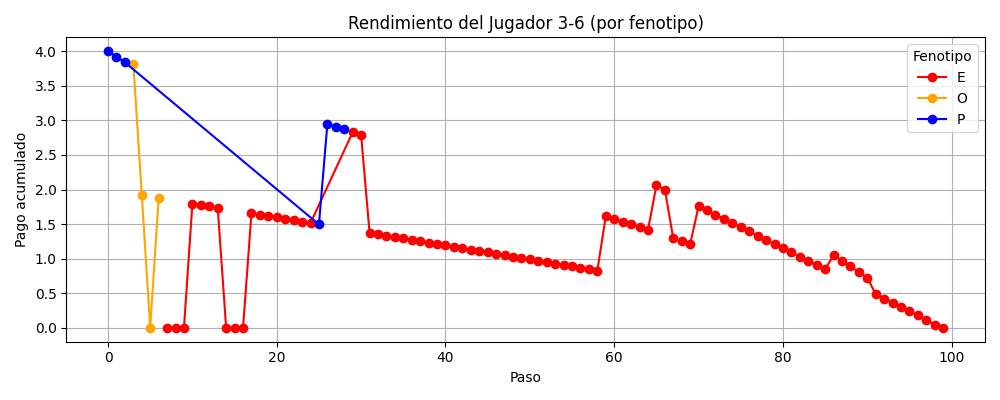 Rendimiento del Jugador 3-6 (por fenotipo)
Pago acumulado
4.0
3.5
3.0
2.5
2.0
1.5
1.0
0.5
0.0
Fenotipo
E
O
P
0 20 40 60 80 100
Paso